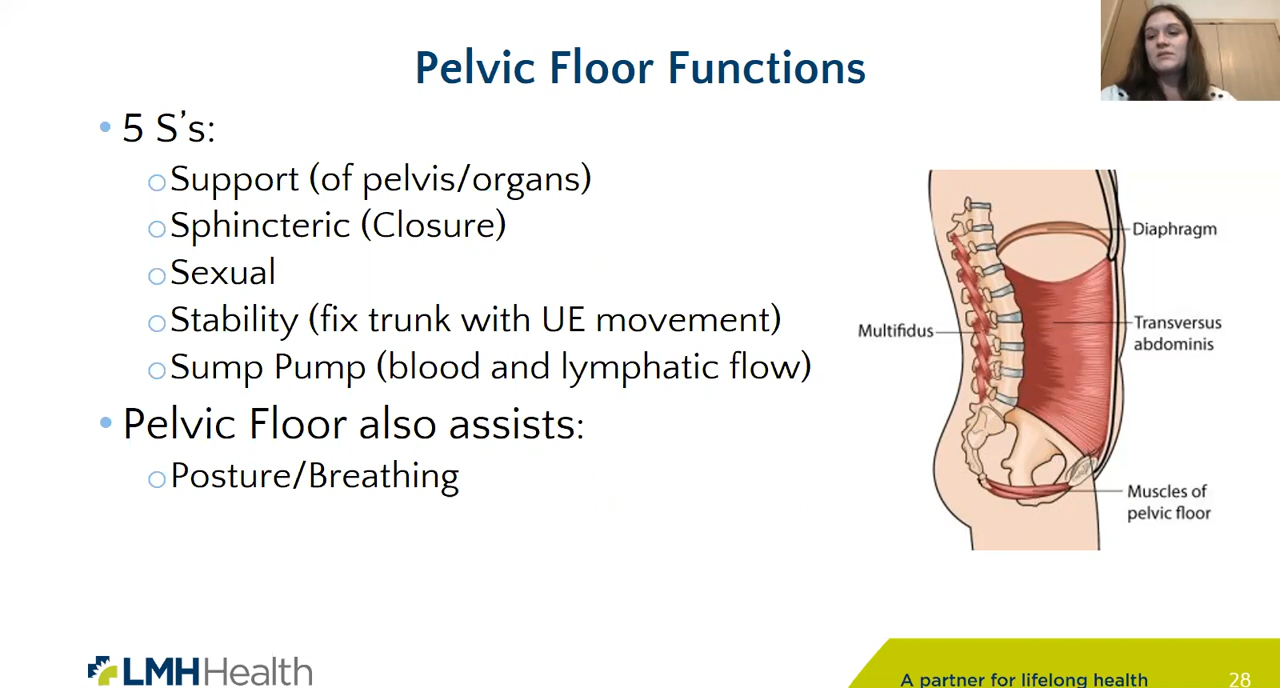 Pelvic Floor Functions
• 5 S's:
○Support (of pelvis/organs)
○Sphincteric (Closure)
○Sexual
○Stability (fix trunk with UE movement)
○Sump Pump (blood and lymphatic flow)
• Pelvic Floor also assists:
○Posture/Breathing
Diaphragm
Multifidus
Transversus
abdominis
Muscles of
pelvic floor
LMH Health
A partner for lifelong health
28